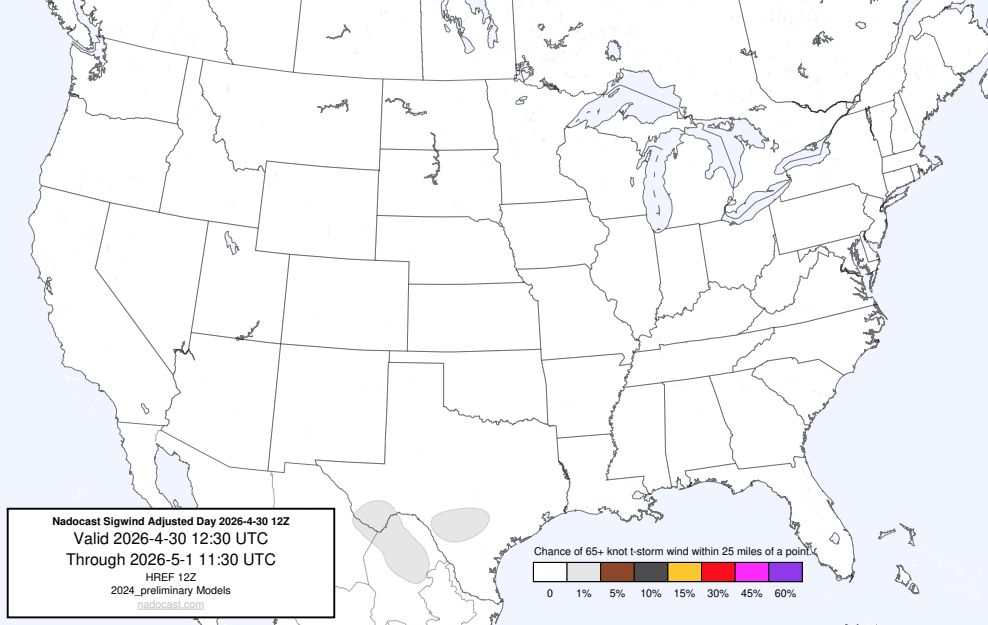 Nadocast Sigwind Adjusted Day 2026-4-30 12Z
Valid 2026-4-30 12:30 UTC
Through 2026-5-1 11:30 UTC
HREF 12Z
2024_preliminary Models
nadocast.com
Chance of 65+ knot t-storm wind within 25 miles of a point.
0 1% 5% 10% 15% 30% 45% 60%